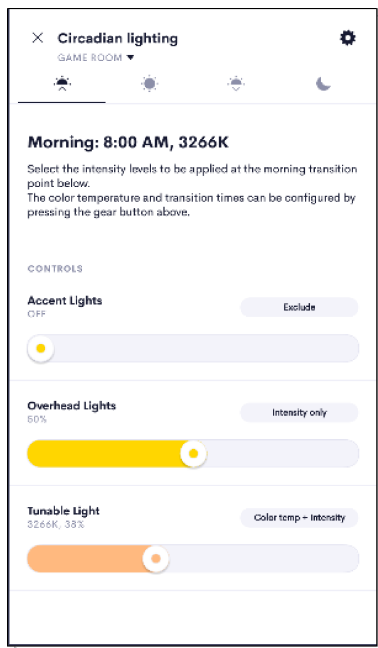 Circadian lighting
GAME ROOM ▼
Morning: 8:00 AM, 3266K
Select the intensity levels to be applied at the morning transition
point below.
The color temperature and transition times can be configured by
pressing the gear button above.
CONTROLS
Accent Lights
Exclude
OFF
Overhead Lights
Intensity only
50%
Tunable Light
Color temp + Intensity
3266K, 38%